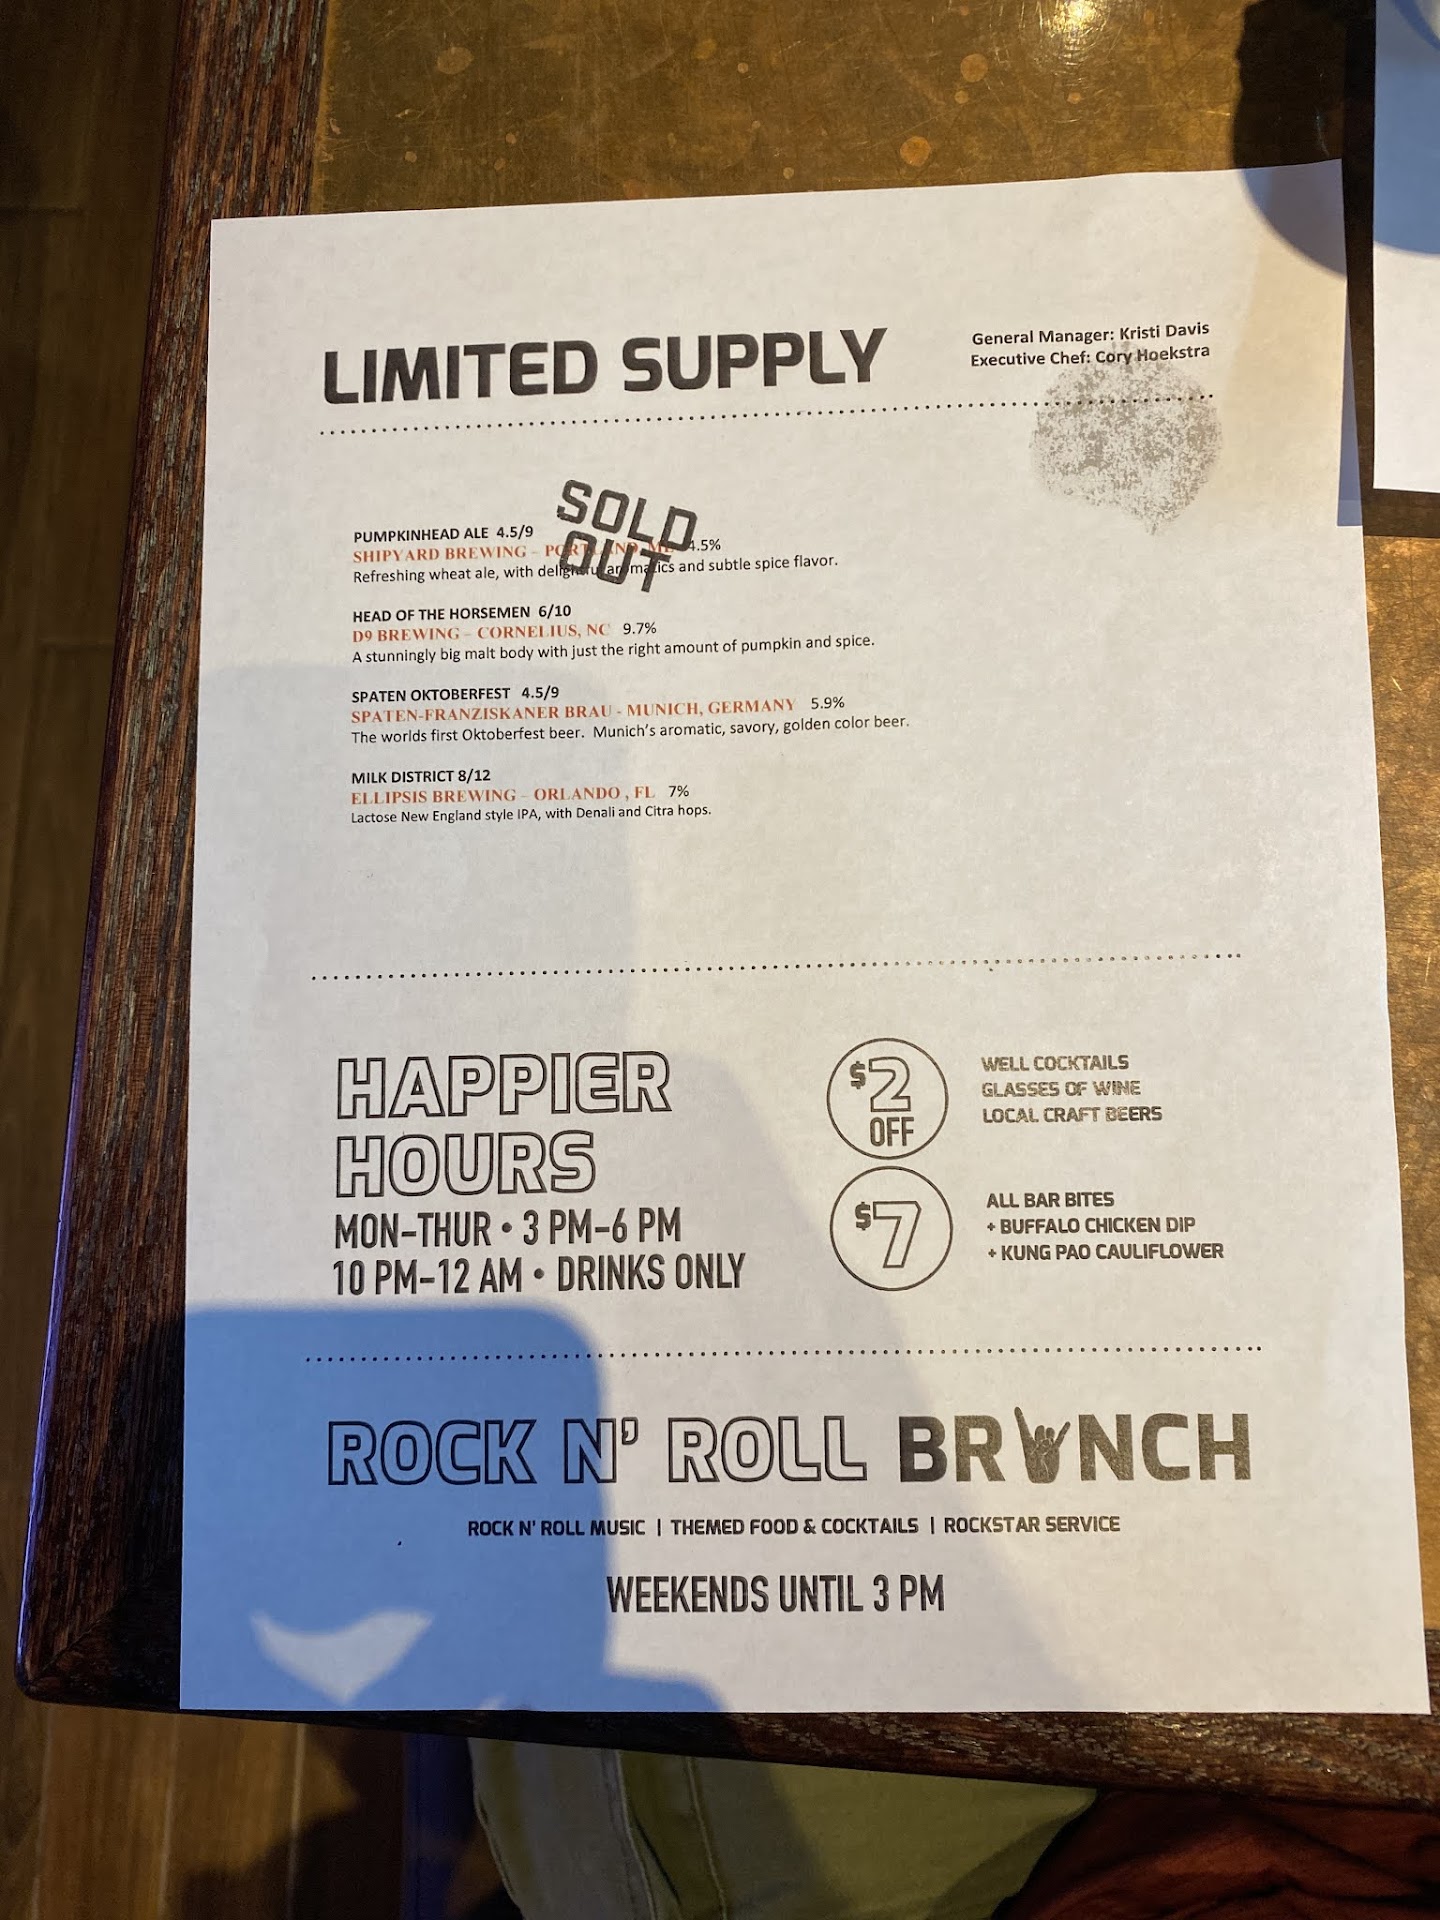 LIMITED SUPPLY
General Manager: Kristi Davis
Executive Chef: Cory Hoekstra
SOLD
OUT
PUMPKINHEAD ALE 4.5/9
SHIPYARD BREWING – PORTLAND, ME 4.5%
Refreshing wheat ale, with delightful aromatics and subtle spice flavor.
HEAD OF THE HORSEMEN 6/10
D9 BREWING – CORNELIUS, NC 9.7%
A stunningly big malt body with just the right amount of pumpkin and spice.
SPATEN OKTOBERFEST 4.5/9
SPATEN-FRANZISKANER BRAU - MUNICH, GERMANY 5.9%
The worlds first Oktoberfest beer. Munich's aromatic, savory, golden color beer.
MILK DISTRICT 8/12
ELLIPSIS BREWING – ORLANDO , FL 7%
Lactose New England style IPA, with Denali and Citra hops.
HAPPIER
HOURS
MON–THUR • 3 PM–6 PM
10 PM–12 AM • DRINKS ONLY
$2
OFF
WELL COCKTAILS
GLASSES OF WINE
LOCAL CRAFT BEERS
$7
ALL BAR BITES
+ BUFFALO CHICKEN DIP
+ KUNG PAO CAULIFLOWER
ROCK N' ROLL BRUNCH
ROCK N' ROLL MUSIC | THEMED FOOD & COCKTAILS | ROCKSTAR SERVICE
WEEKENDS UNTIL 3 PM